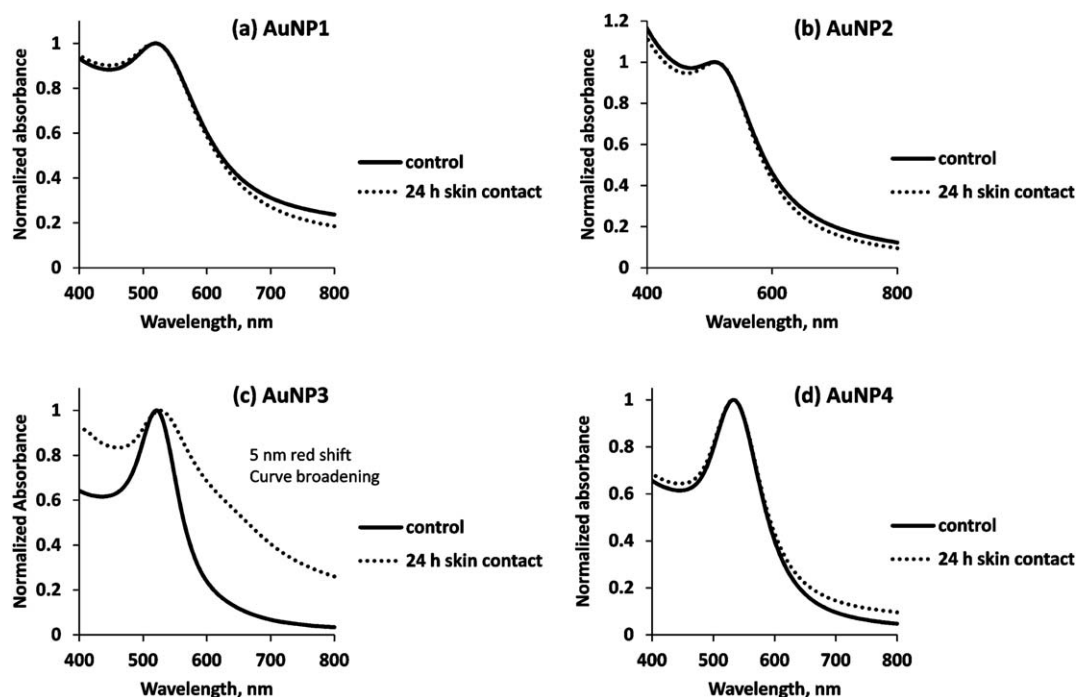 (a) AuNP1
Normalized absorbance
1
0.8
0.6
0.4
0.2
0
400 500 600 700 800
Wavelength, nm
control
24 h skin contact
(b) AuNP2
Normalized absorbance
1.2
1
0.8
0.6
0.4
0.2
0
400 600 800
Wavelength, nm
control
24 h skin contact
(c) AuNP3
Normalized Absorbance
1
0.8
0.6
0.4
0.2
0
400 500 600 700 800
Wavelength, nm
5 nm red shift
Curve broadening
control
24 h skin contact
(d) AuNP4
Normalized absorbance
1
0.8
0.6
0.4
0.2
0
400 500 600 700 800
Wavelength, nm
control
24 h skin contact